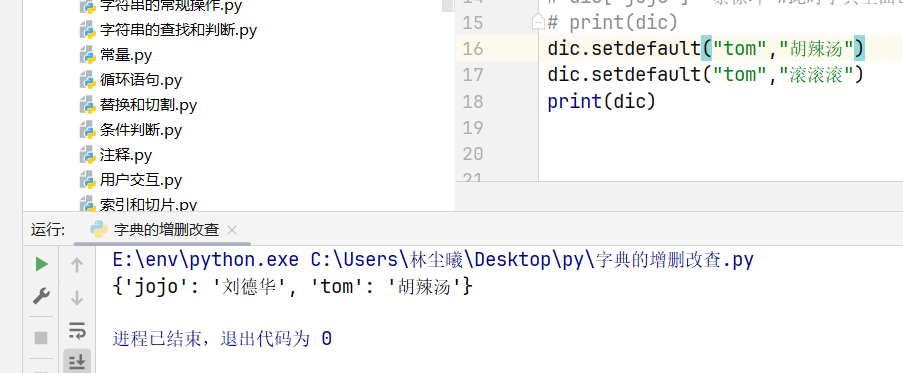 字符串的常规操作.py
字符串的查找和判断.py
常量.py
循环语句.py
替换和切割.py
条件判断.py
注释.py
用户交互.py
索引和切片.py
15
# print(dic)
16
dic.setdefault("tom","胡辣汤")
17
dic.setdefault("tom","滚滚滚")
18
print(dic)
19
20
21
运行:
字典的增删改查
E:\env\python.exe C:\Users\林尘曦\Desktop\py\字典的增删改查.py
{'jojo': '刘德华', 'tom': '胡辣汤'}
进程已结束，退出代码为 0